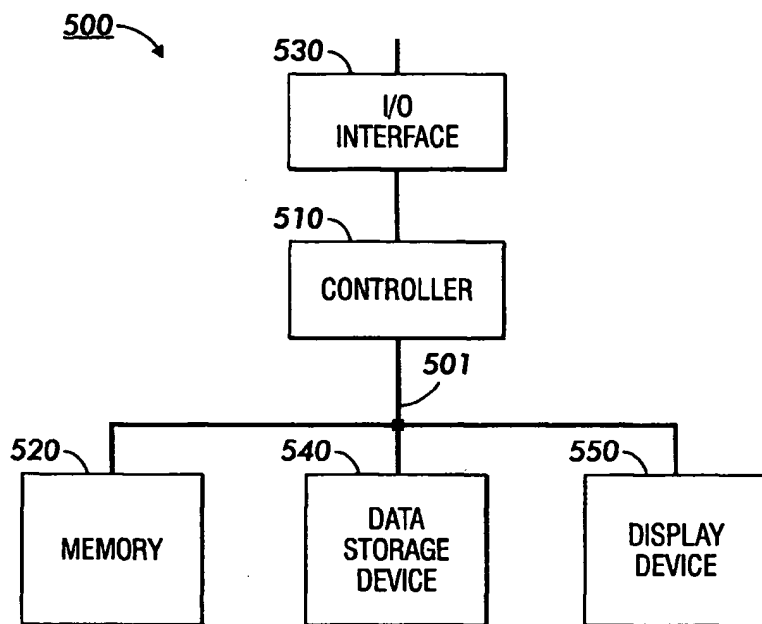 500
530
I/O
INTERFACE
510
CONTROLLER
501
520
MEMORY
540
DATA
STORAGE
DEVICE
550
DISPLAY
DEVICE